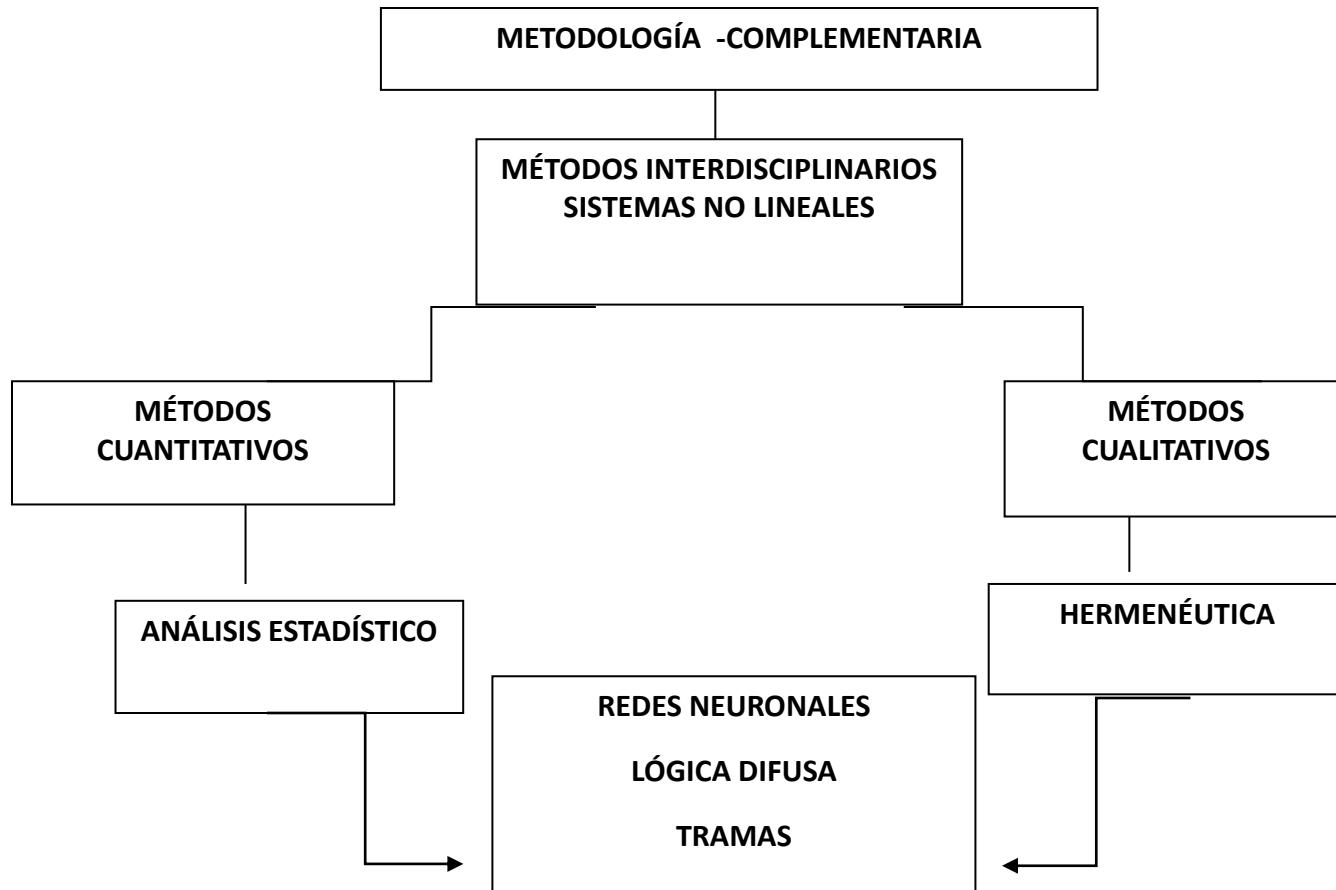 METODOLOGÍA -COMPLEMENTARIA
MÉTODOS INTERDISCIPLINARIOS
SISTEMAS NO LINEALES
MÉTODOS
CUANTITATIVOS
MÉTODOS
CUALITATIVOS
ANÁLISIS ESTADÍSTICO
HERMENÉUTICA
REDES NEURONALES
LÓGICA DIFUSA
TRAMAS